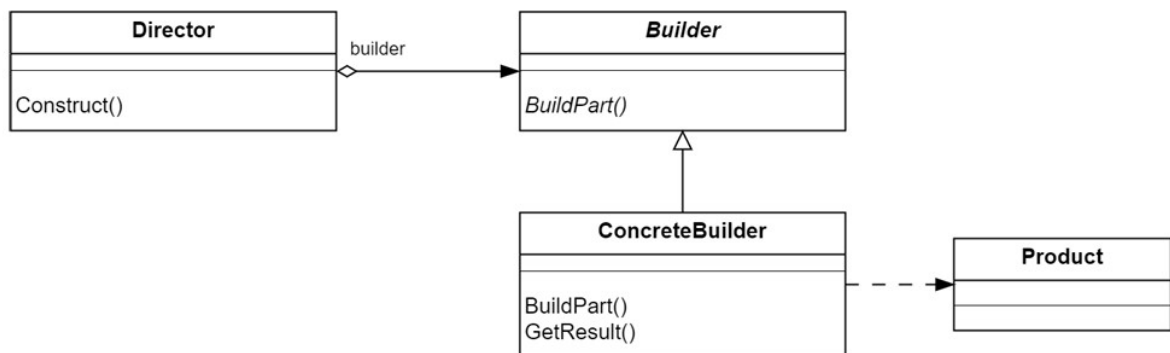 Director
Construct()
builder
Builder
BuildPart()
ConcreteBuilder
BuildPart()
GetResult()
Product